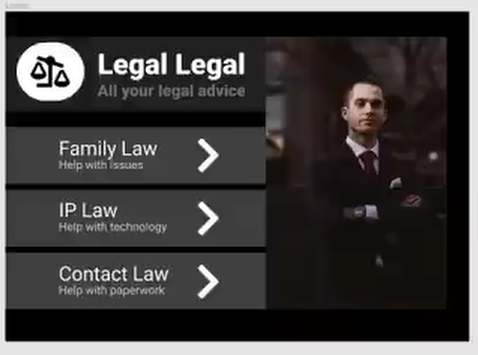 Legal Legal
All your legal advice
Family Law
Help with issues
IP Law
Help with technology
Contact Law
Help with paperwork